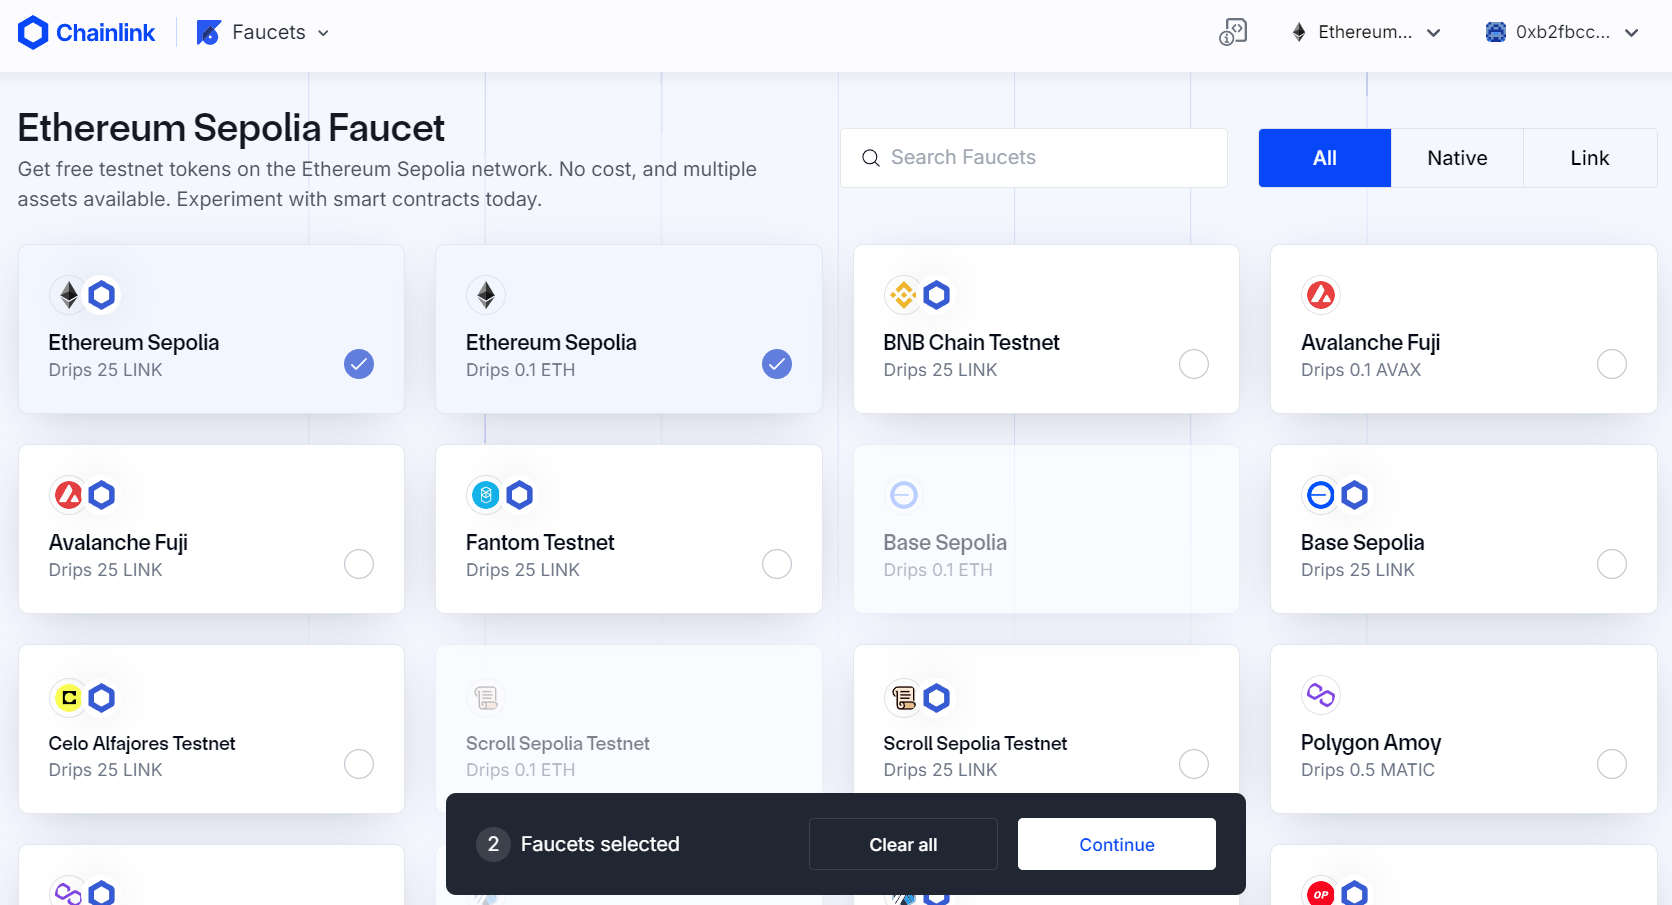 Chainlink
Faucets
Ethereum...
0xb2fbcc...
Ethereum Sepolia Faucet
Get free testnet tokens on the Ethereum Sepolia network. No cost, and multiple
assets available. Experiment with smart contracts today.
Search Faucets
All
Native
Link
Ethereum Sepolia
Drips 25 LINK
Ethereum Sepolia
Drips 0.1 ETH
BNB Chain Testnet
Drips 25 LINK
Avalanche Fuji
Drips 0.1 AVAX
Avalanche Fuji
Drips 25 LINK
Fantom Testnet
Drips 25 LINK
Base Sepolia
Drips 0.1 ETH
Base Sepolia
Drips 25 LINK
Celo Alfajores Testnet
Drips 25 LINK
Scroll Sepolia Testnet
Drips 0.1 ETH
Scroll Sepolia Testnet
Drips 25 LINK
Polygon Amoy
Drips 0.5 MATIC
2
Faucets selected
Clear all
Continue
OP